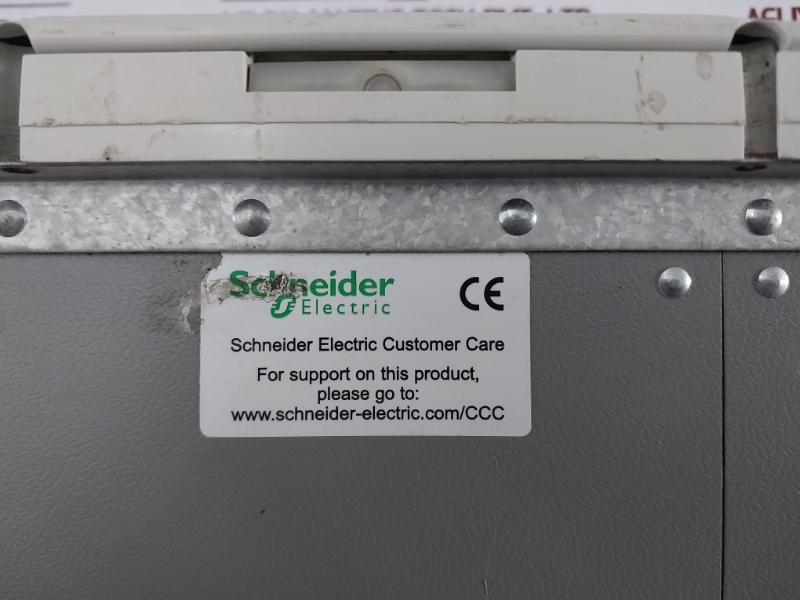 Schneider
Electric
CE
Schneider Electric Customer Care
For support on this product,
please go to:
www.schneider-electric.com/CCC